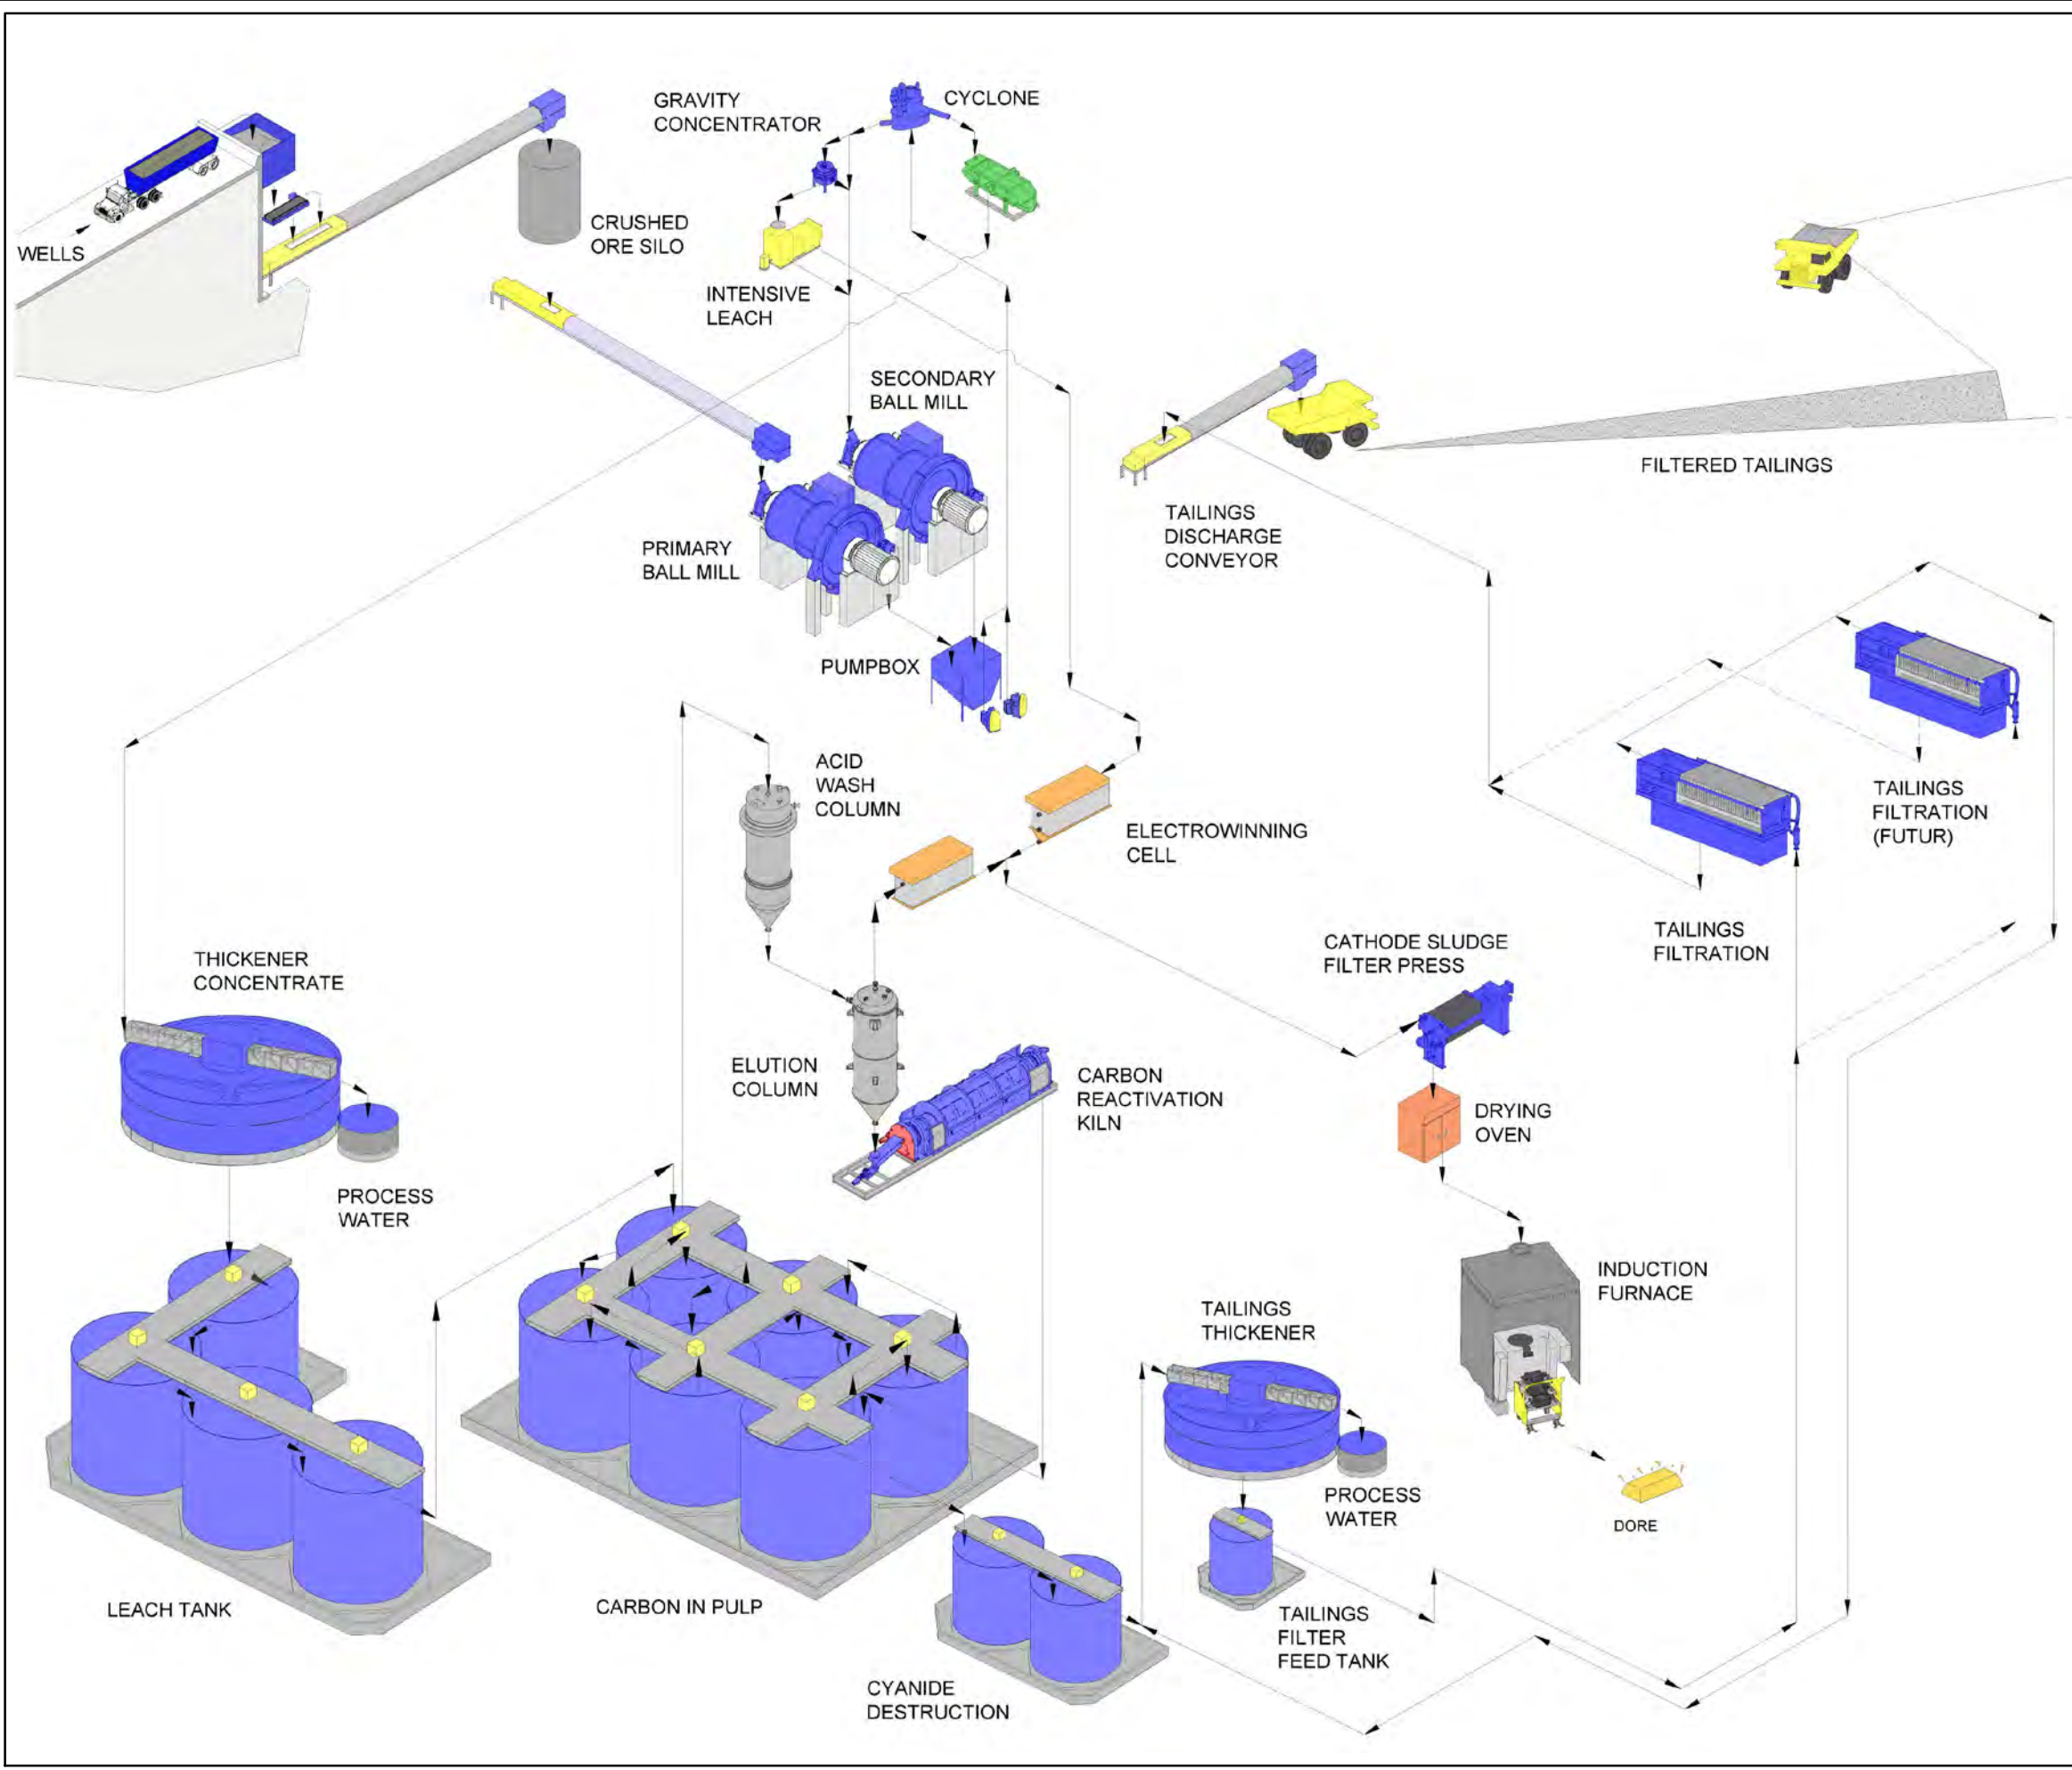 GRAVITY
CONCENTRATOR
CYCLONE
WELLS
CRUSHED
ORE SILO
INTENSIVE
LEACH
SECONDARY
BALL MILL
FILTERED TAILINGS
TAILINGS
DISCHARGE
CONVEYOR
PRIMARY
BALL MILL
PUMPBOX
ACID
WASH
COLUMN
ELECTROWINNING
CELL
TAILINGS
FILTRATION
(FUTUR)
TAILINGS
FILTRATION
CATHODE SLUDGE
FILTER PRESS
THICKENER
CONCENTRATE
ELUTION
COLUMN
CARBON
REACTIVATION
KILN
DRYING
OVEN
PROCESS
WATER
INDUCTION
FURNACE
TAILINGS
THICKENER
PROCESS
WATER
DORE
LEACH TANK
CARBON IN PULP
TAILINGS
FILTER
FEED TANK
CYANIDE
DESTRUCTION